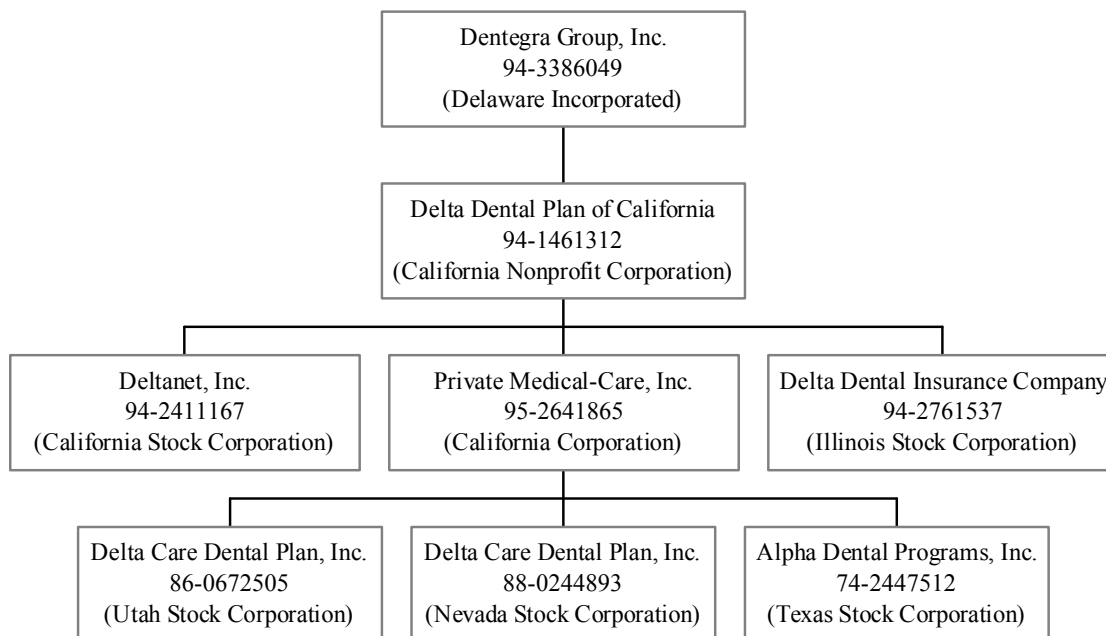 Dentegra Group, Inc.
94-3386049
(Delaware Incorporated)
Delta Dental Plan of California
94-1461312
(California Nonprofit Corporation)
Deltanet, Inc.
94-2411167
(California Stock Corporation)
Private Medical-Care, Inc.
95-2641865
(California Corporation)
Delta Dental Insurance Company
94-2761537
(Illinois Stock Corporation)
Delta Care Dental Plan, Inc.
86-0672505
(Utah Stock Corporation)
Delta Care Dental Plan, Inc.
88-0244893
(Nevada Stock Corporation)
Alpha Dental Programs, Inc.
74-2447512
(Texas Stock Corporation)